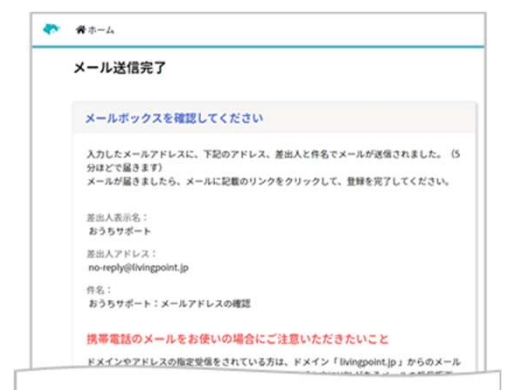 ホーム
メール送信完了
メールボックスを確認してください
入力したメールアドレスに、下記のアドレス、差出人と件名でメールが送信されました。（5
分ほどで届きます）
メールが届きましたら、メールに記載のリンクをクリックして、登録を完了してください。
差出人表示名：
おうちサポート
差出人アドレス：
no-reply@livingpoint.jp
件名：
おうちサポート：メールアドレスの確認
携帯電話のメールをお使いの場合にご注意いただきたいこと
ドメインやアドレスの指定受信をされている方は、ドメイン「 livingpoint.jp 」からのメール